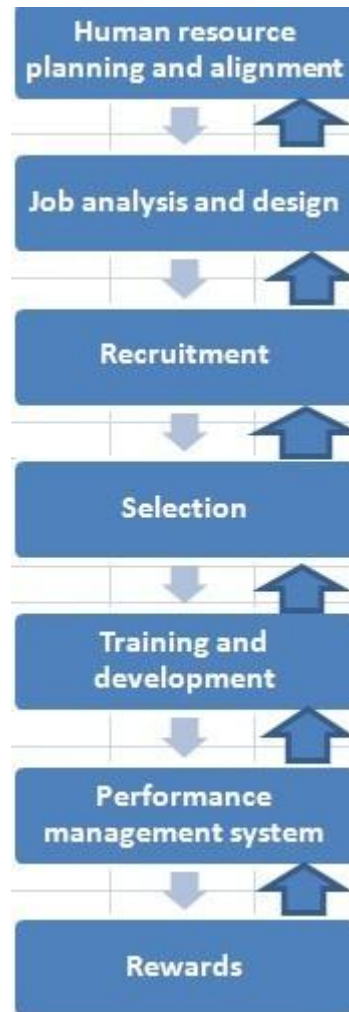 Human resource
planning and alignment
Job analysis and design
Recruitment
Selection
Training and
development
Performance
management system
Rewards